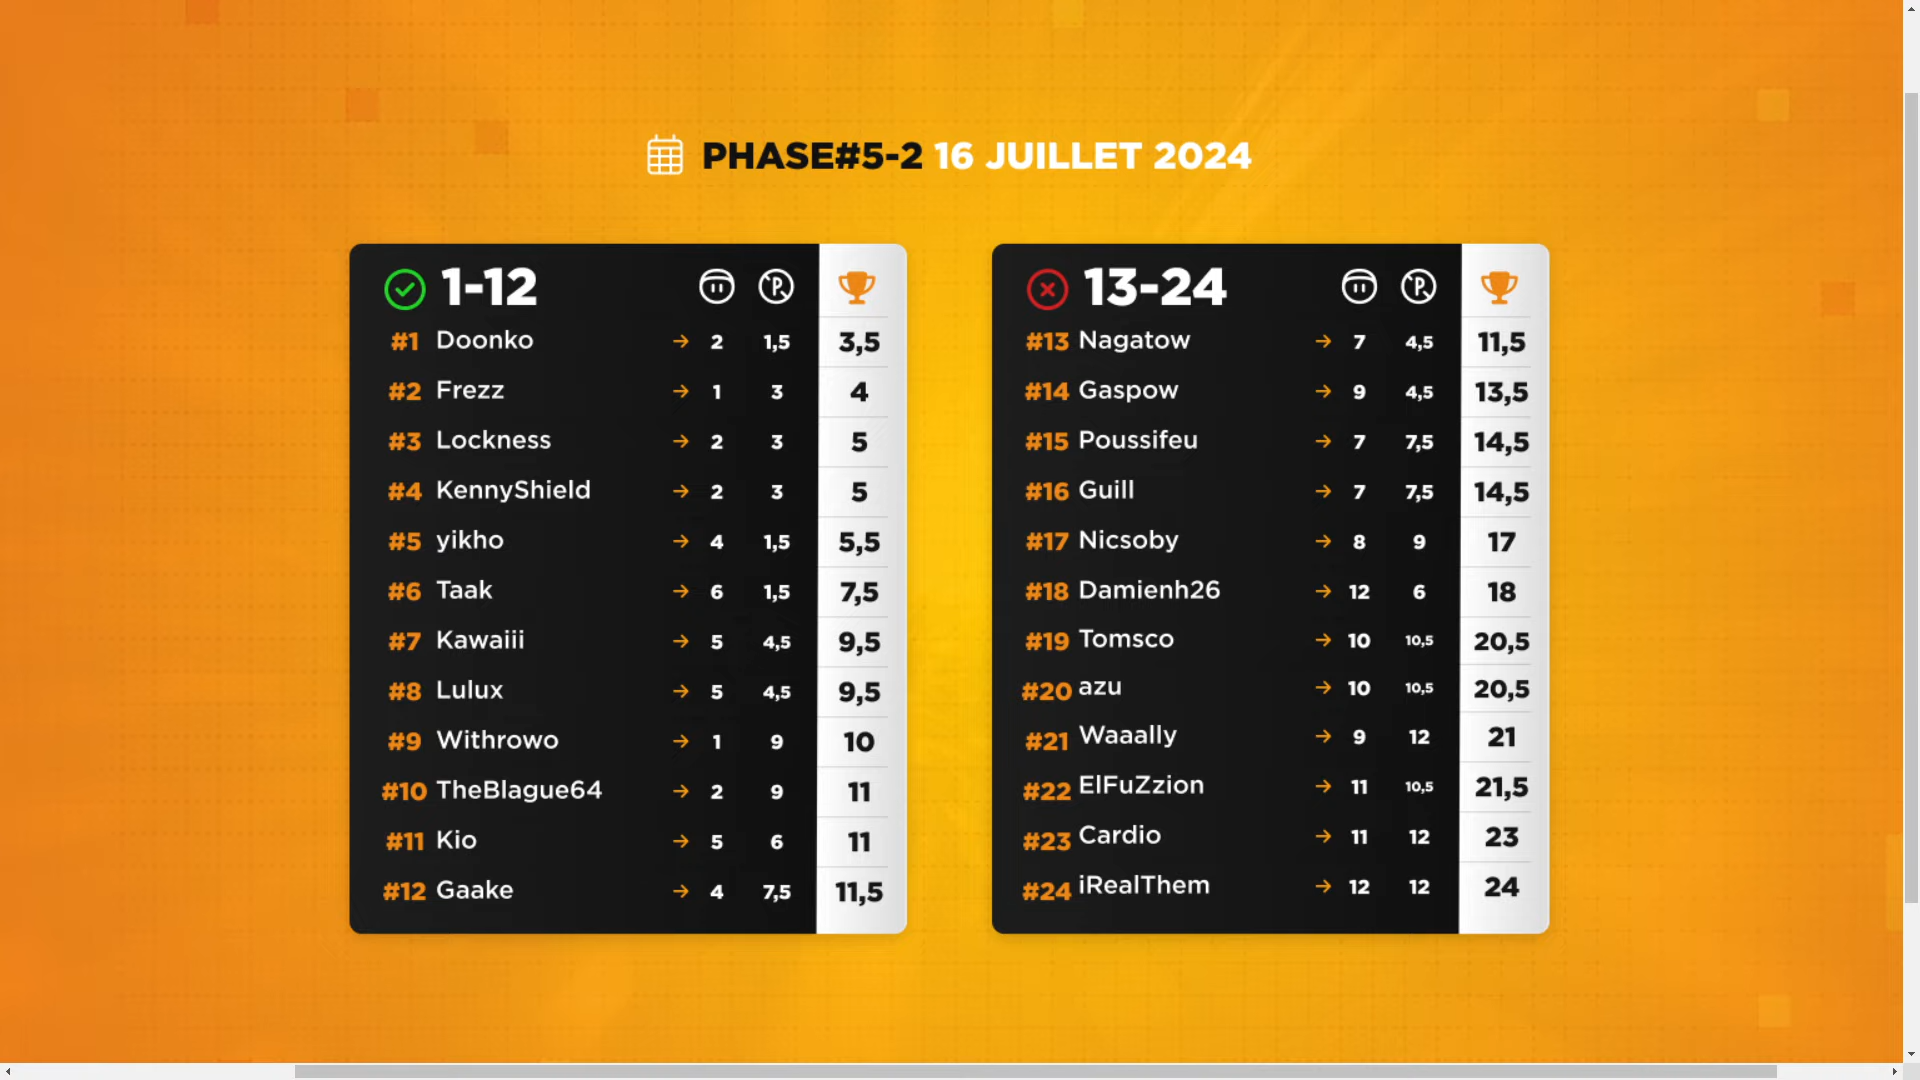 PHASE#5-2 16 JUILLET 2024
1-12
#1 Doonko → 2 1,5 3,5
#2 Frezz → 1 3 4
#3 Lockness → 2 3 5
#4 KennyShield → 2 3 5
#5 yikho → 4 1,5 5,5
#6 Taak → 6 1,5 7,5
#7 Kawaiii → 5 4,5 9,5
#8 Lulux → 5 4,5 9,5
#9 Withrowo → 1 9 10
#10 TheBlague64 → 2 9 11
#11 Kio → 5 6 11
#12 Gaake → 4 7,5 11,5
13-24
#13 Nagatow → 7 4,5 11,5
#14 Gaspow → 9 4,5 13,5
#15 Poussifeu → 7 7,5 14,5
#16 Guill → 7 7,5 14,5
#17 Nicsoby → 8 9 17
#18 Damienh26 → 12 6 18
#19 Tomsco → 10 10,5 20,5
#20 azu → 10 10,5 20,5
#21 Waaally → 9 12 21
#22 ElFuZzion → 11 10,5 21,5
#23 Cardio → 11 12 23
#24 iRealThem → 12 12 24